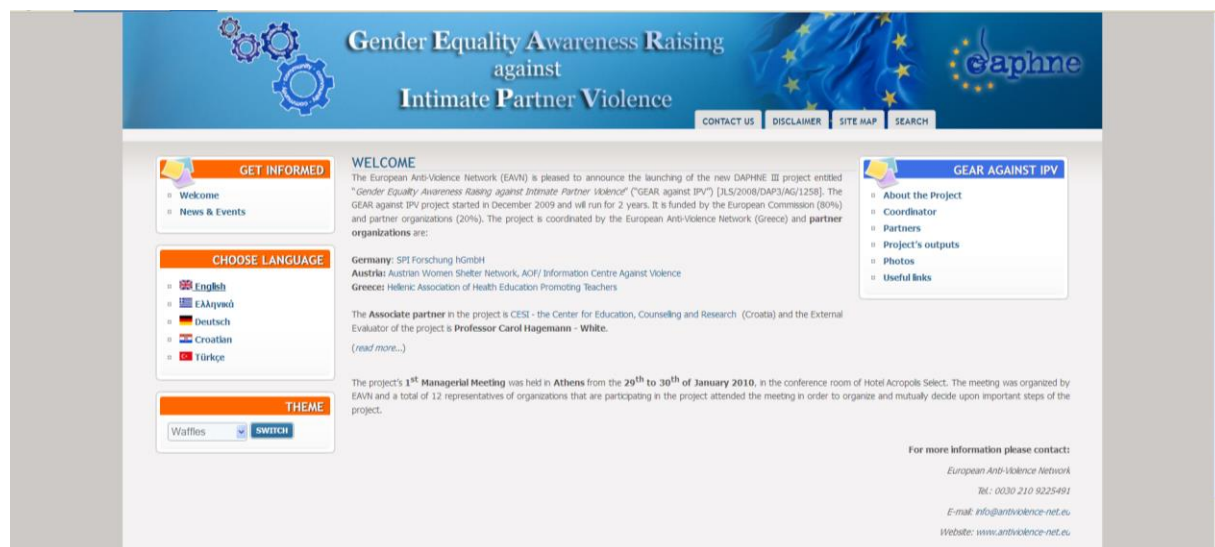 Gender Equality Awareness Raising
against
Intimate Partner Violence
daphne
CONTACT US
DISCLAIMER
SITE MAP
SEARCH
GET INFORMED
Welcome
News & Events
CHOOSE LANGUAGE
English
Ελληνικά
Deutsch
Croatian
Türkçe
THEME
Waffles
SWITCH
WELCOME
The European Anti-Violence Network (EAVN) is pleased to announce the launching of the new DAPHNE III project entitled
"Gender Equality Awareness Raising against Intimate Partner Violence" ("GEAR against IPV") [JLS/2008/DAP3/AG/1258]. The
GEAR against IPV project started in December 2009 and will run for 2 years. It is funded by the European Commission (80%)
and partner organizations (20%). The project is coordinated by the European Anti-Violence Network (Greece) and partner
organizations are:
Germany: SPI Forschung hGmbH
Austria: Austrian Women Shelter Network, AOF/ Information Centre Against Violence
Greece: Hellenic Association of Health Education Promoting Teachers
The Associate partner in the project is CESI - the Center for Education, Counseling and Research (Croatia) and the External
Evaluator of the project is Professor Carol Hagemann - White.
(read more...)
The project's 1st Managerial Meeting was held in Athens from the 29th to 30th of January 2010, in the conference room of Hotel Acropolis Select. The meeting was organized by
EAVN and a total of 12 representatives of organizations that are participating in the project attended the meeting in order to organize and mutually decide upon important steps of the
project.
For more information please contact:
European Anti-Violence Network
Tel.: 0030 210 9225491
E-mail: info@antiviolence-net.eu
Website: www.antiviolence-net.eu
GEAR AGAINST IPV
About the Project
Coordinator
Partners
Project's outputs
Photos
Useful links